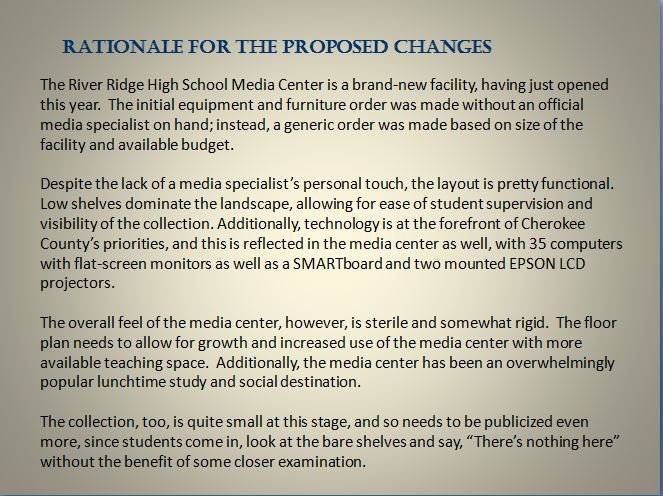 RATIONALE FOR THE PROPOSED CHANGES
The River Ridge High School Media Center is a brand-new facility, having just opened
this year.  The initial equipment and furniture order was made without an official
media specialist on hand; instead, a generic order was made based on size of the
facility and available budget.
Despite the lack of a media specialist's personal touch, the layout is pretty functional.
Low shelves dominate the landscape, allowing for ease of student supervision and
visibility of the collection. Additionally, technology is at the forefront of Cherokee
County's priorities, and this is reflected in the media center as well, with 35 computers
with flat-screen monitors as well as a SMARTboard and two mounted EPSON LCD
projectors.
The overall feel of the media center, however, is sterile and somewhat rigid.  The floor
plan needs to allow for growth and increased use of the media center with more
available teaching space.  Additionally, the media center has been an overwhelmingly
popular lunchtime study and social destination.
The collection, too, is quite small at this stage, and so needs to be publicized even
more, since students come in, look at the bare shelves and say, “There's nothing here”
without the benefit of some closer examination.